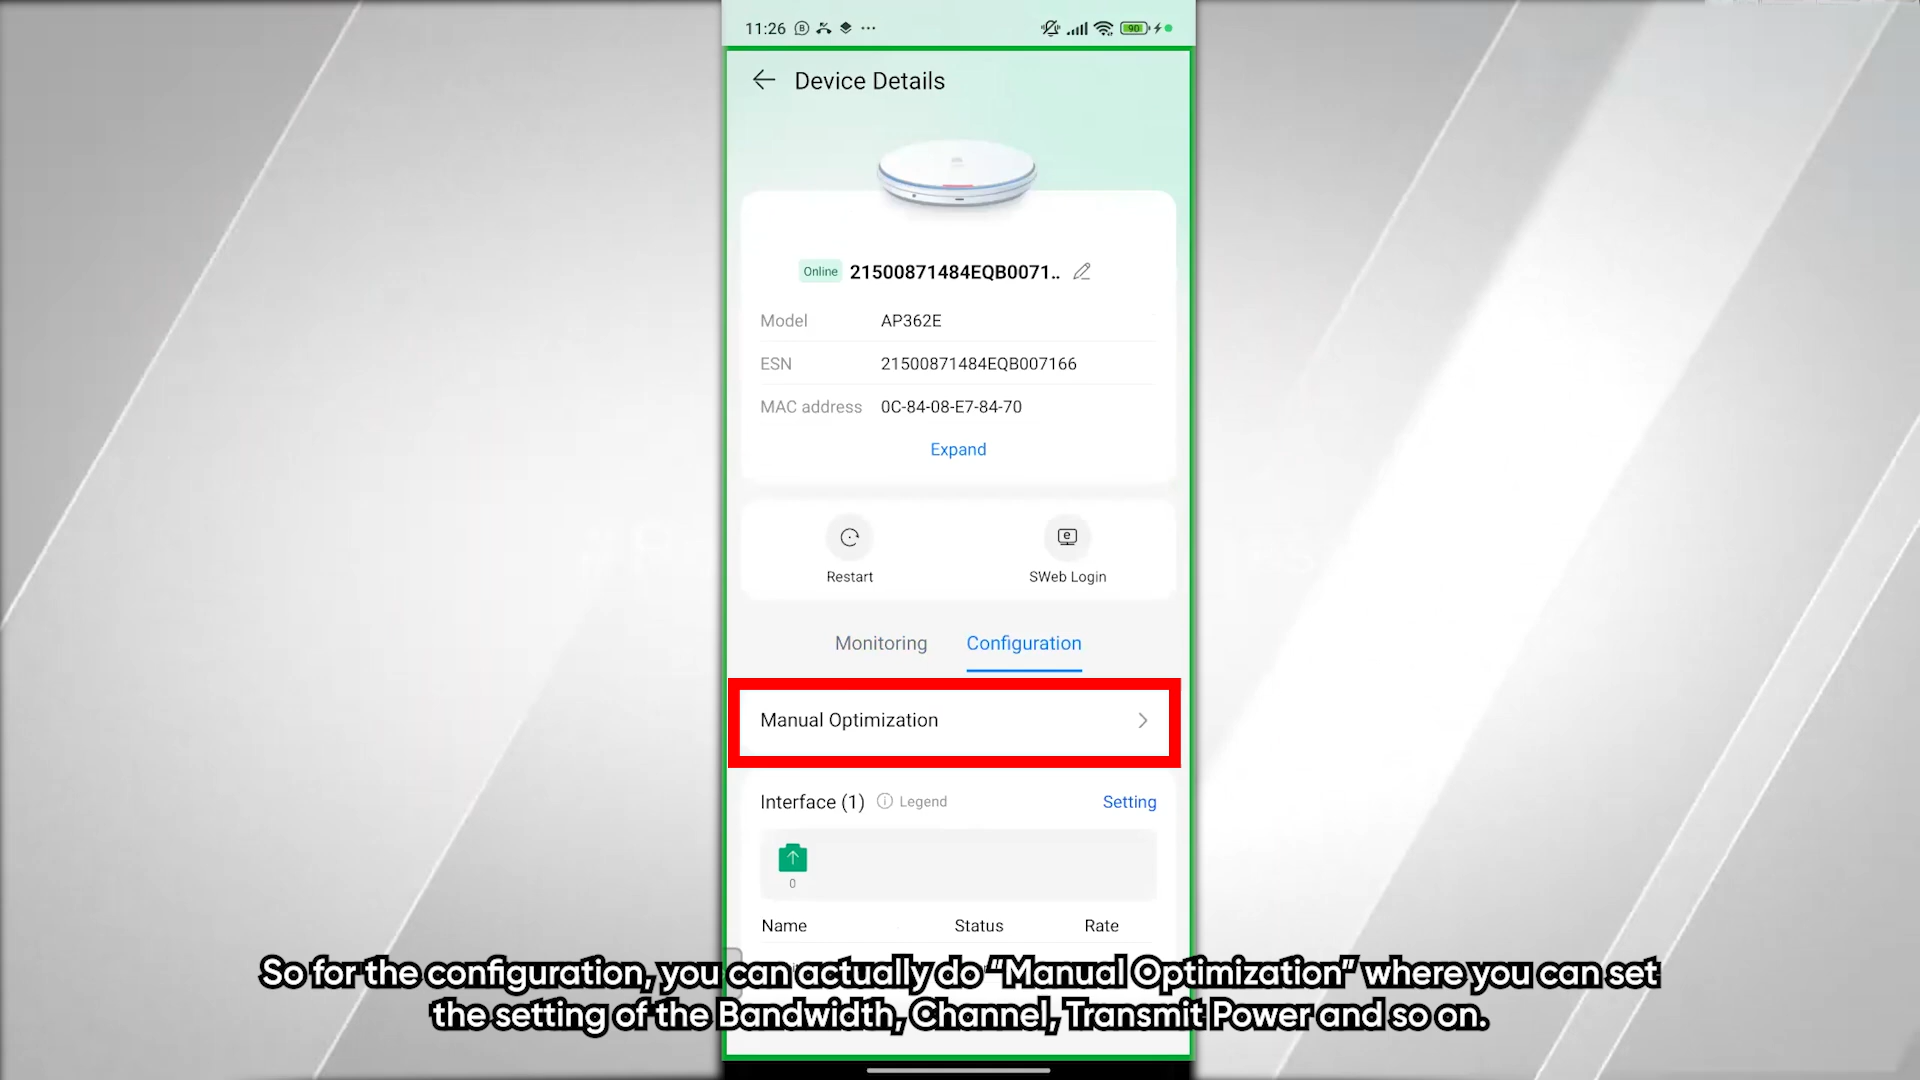 11:26
90
Device Details
Online 21500871484EQB0071..
Model AP362E
ESN 21500871484EQB007166
MAC address 0C-84-08-E7-84-70
Expand
Restart SWeb Login
Monitoring Configuration
Manual Optimization
Interface (1) Legend Setting
0
Name Status Rate
So for the configuration, you can actually do “Manual Optimization” where you can set
the setting of the Bandwidth, Channel, Transmit Power and so on.